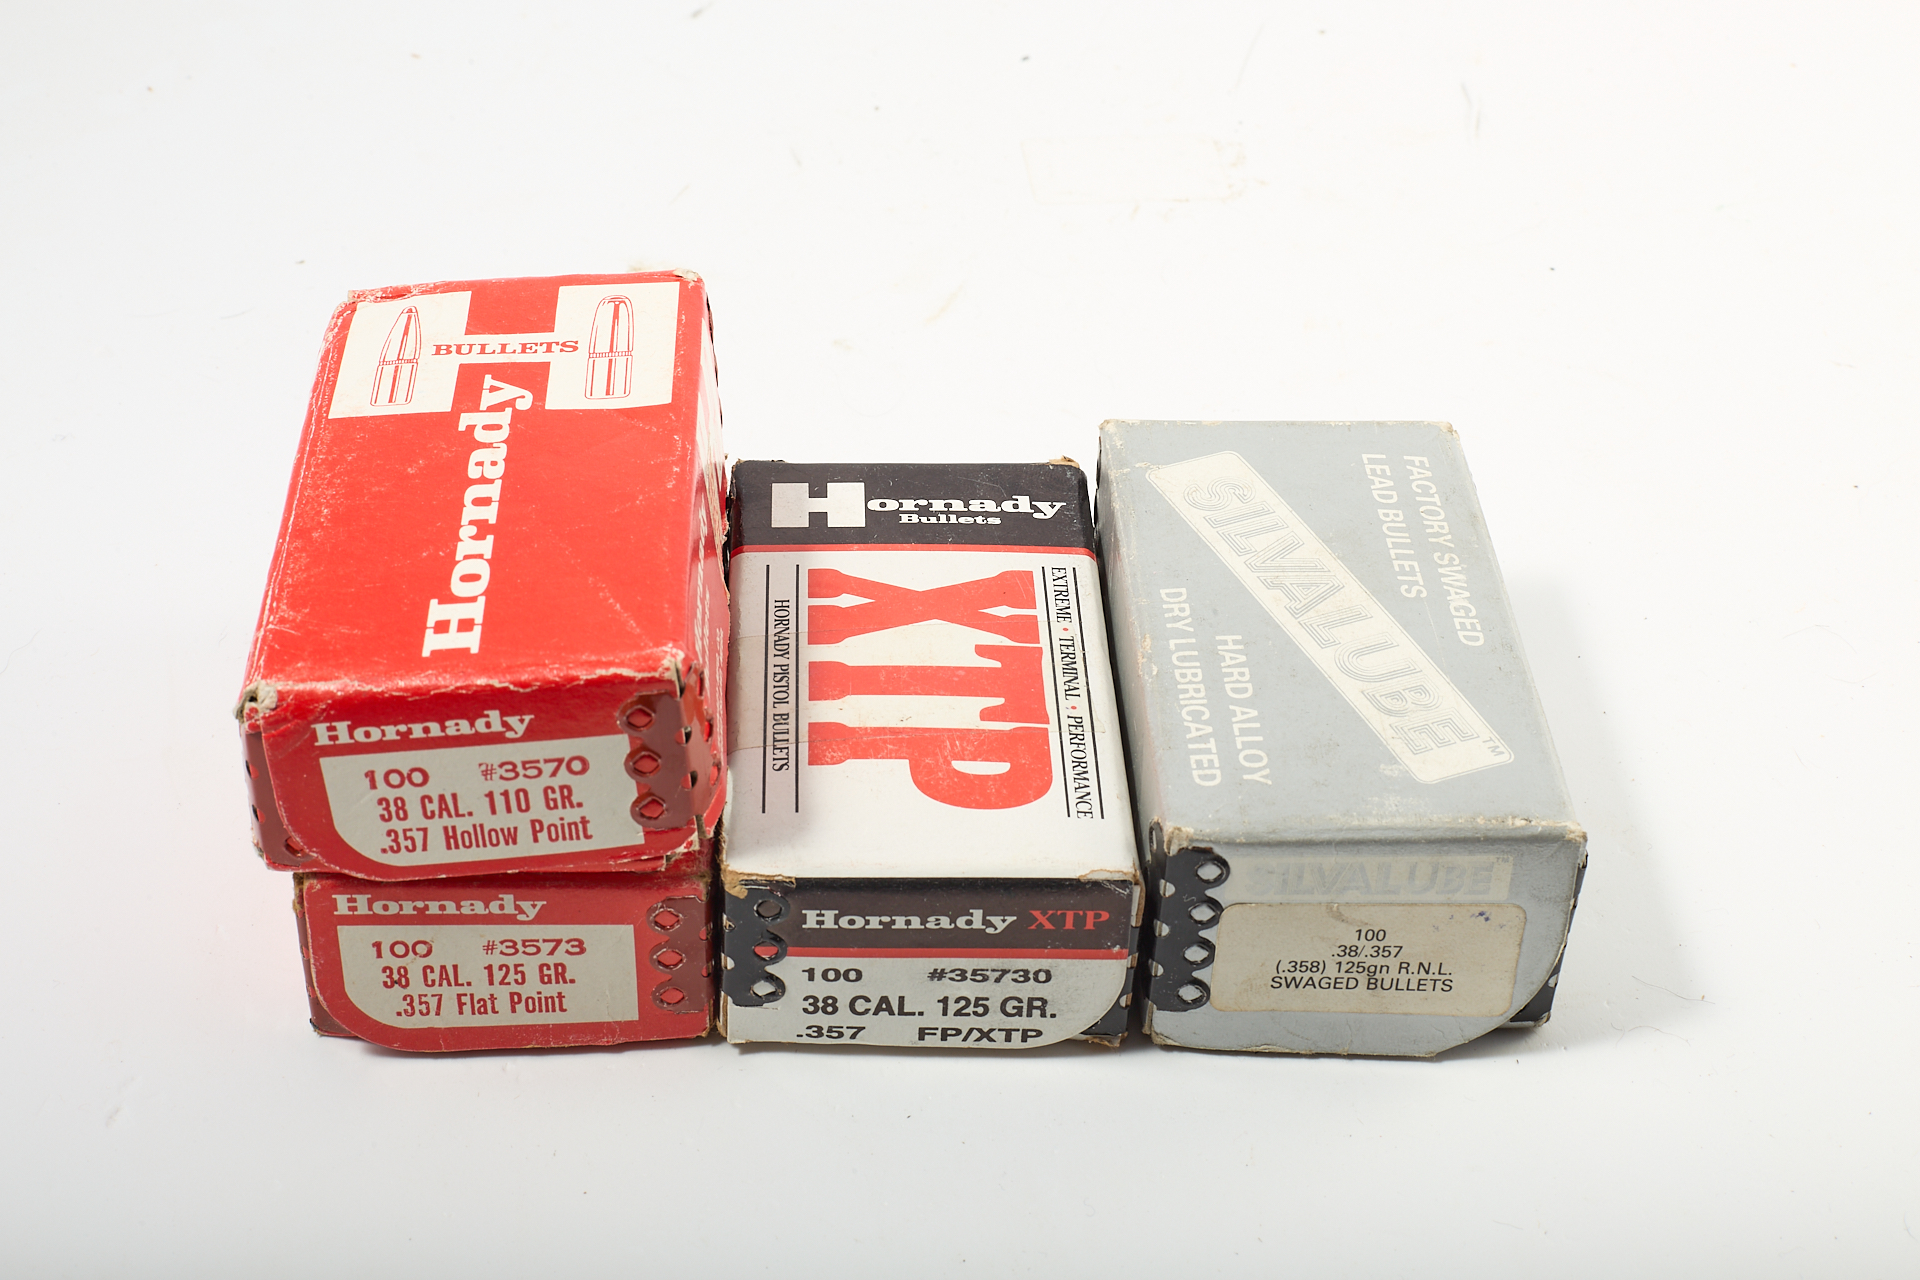 BULLETS
Hornady
Hornady
100 #3570
38 CAL. 110 GR.
.357 Hollow Point
Hornady
100 #3573
38 CAL. 125 GR.
.357 Flat Point
Hornady
Bullets
XTP
EXTREME • TERMINAL • PERFORMANCE
HORNADY PISTOL BULLETS
Hornady XTP
100 #35730
38 CAL. 125 GR.
.357 FP/XTP
FACTORY SWAGED
LEAD BULLETS
SILVALUBE™
HARD ALLOY
DRY LUBRICATED
SILVALUBE™
100
.38/.357
(.358) 125gn R.N.L.
SWAGED BULLETS